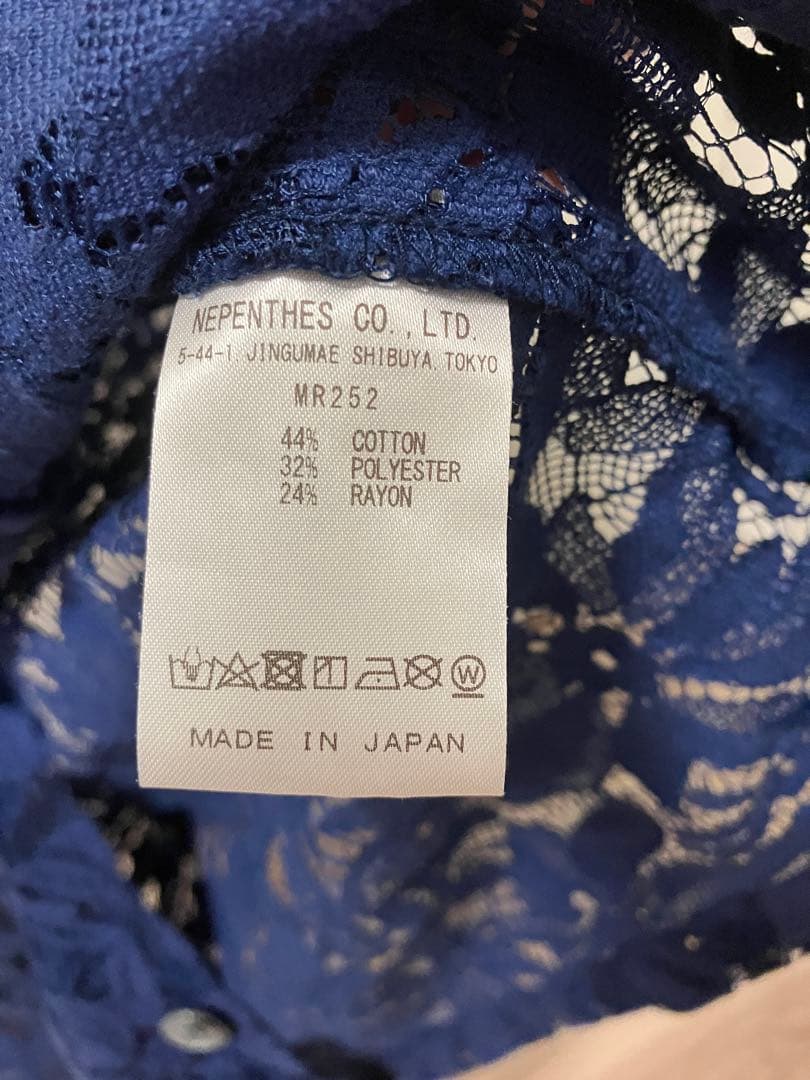 NEPENTHES CO.,LTD.
5-44-1, JINGUMAE SHIBUYA, TOKYO
MR252
44% COTTON
32% POLYESTER
24% RAYON
W
MADE IN JAPAN